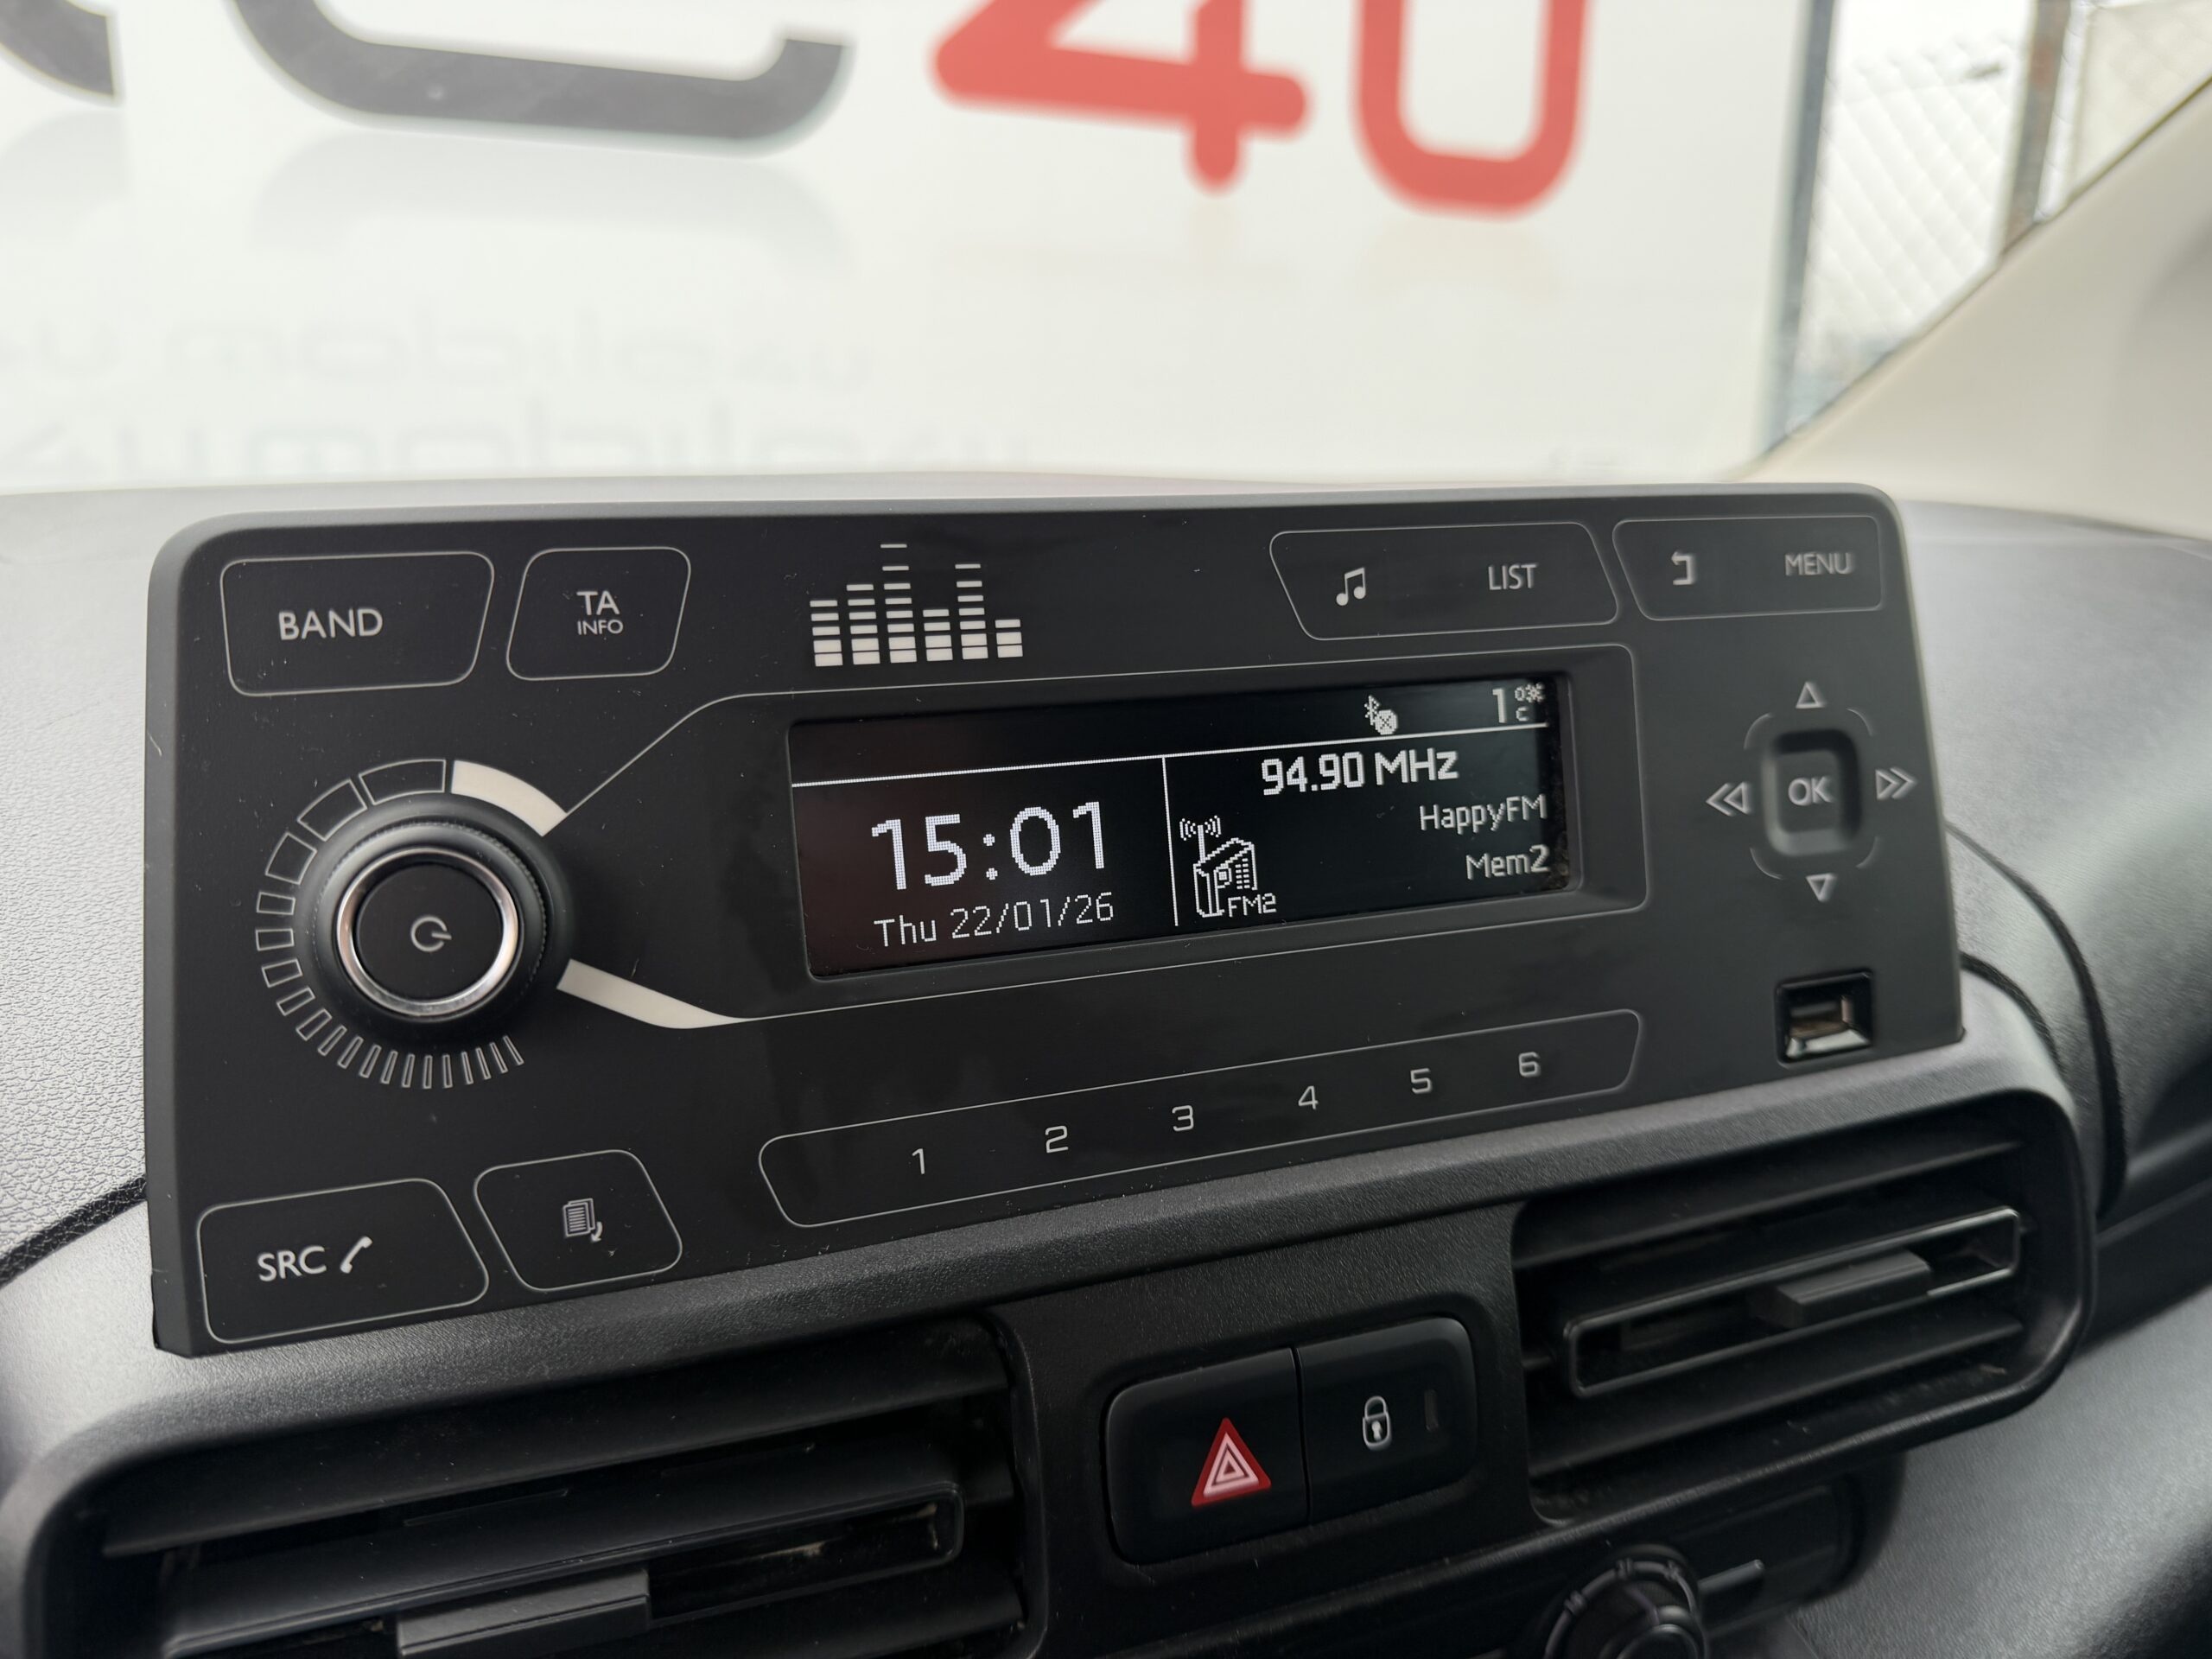 4U
BAND
TA
INFO
LIST
MENU
1°C
94.90 MHz
HappyFM
Mem2
FM2
15:01
Thu 22/01/26
OK
1 2 3 4 5 6
SRC